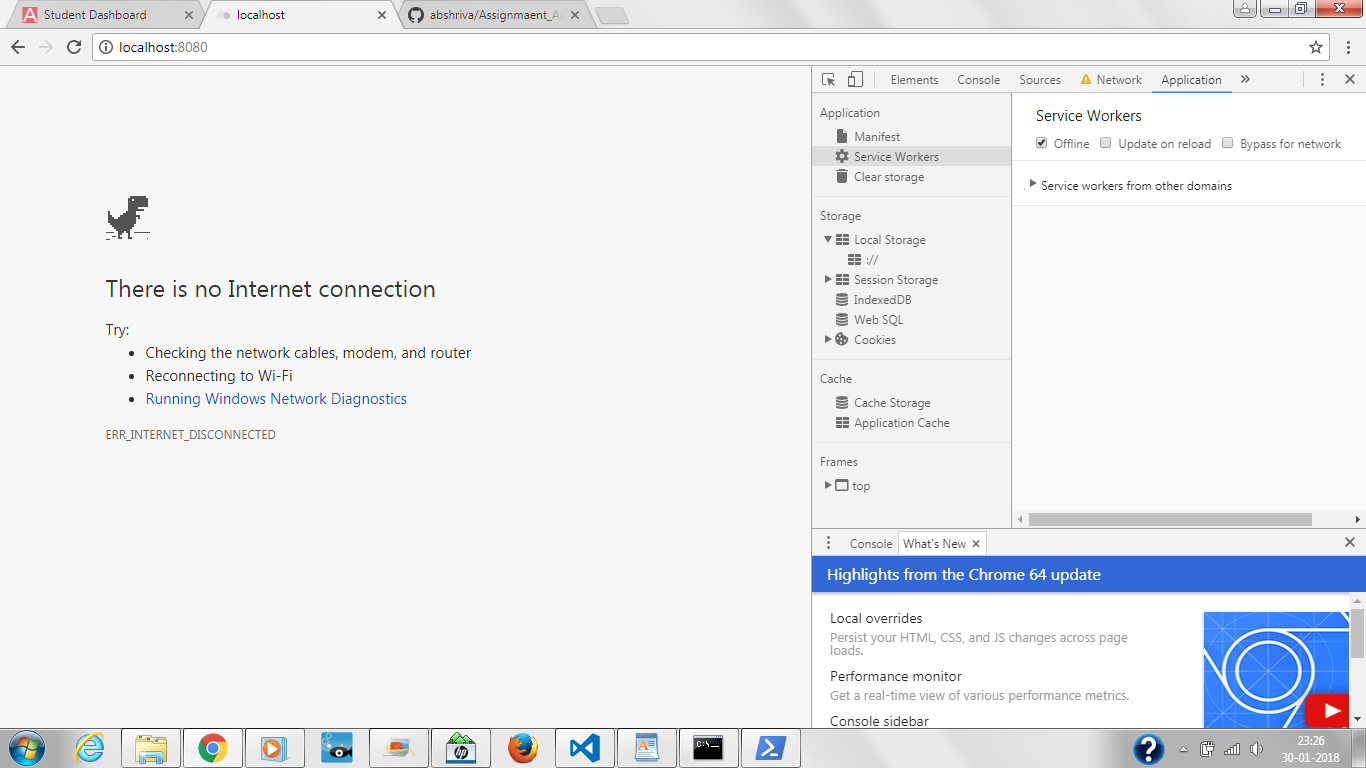 Student Dashboard
localhost
abshriva/Assignmaent_A
localhost:8080
Elements Console Sources Network Application »
Application
Manifest
Service Workers
Clear storage
Storage
Local Storage
://
Session Storage
IndexedDB
Web SQL
Cookies
Cache
Cache Storage
Application Cache
Frames
top
Service Workers
Offline Update on reload Bypass for network
Service workers from other domains
There is no Internet connection
Try:
• Checking the network cables, modem, and router
• Reconnecting to Wi-Fi
• Running Windows Network Diagnostics
ERR_INTERNET_DISCONNECTED
Console What's New
Highlights from the Chrome 64 update
Local overrides
Persist your HTML, CSS, and JS changes across page
loads.
Performance monitor
Get a real-time view of various performance metrics.
Console sidebar
hp
C:\_
23:26
30-01-2018